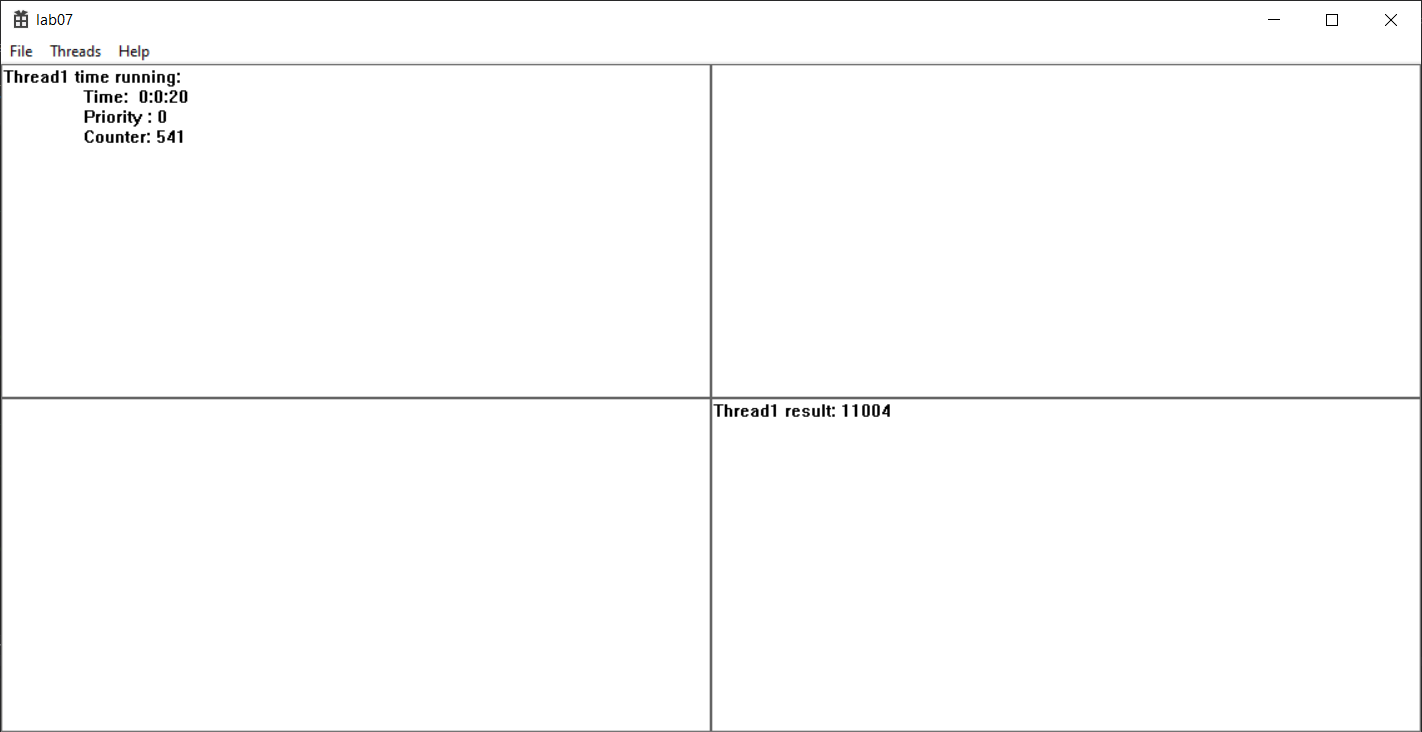 lab07
File Threads Help
Thread1 time running:
Time: 0:0:20
Priority : 0
Counter: 541
Thread1 result: 11004